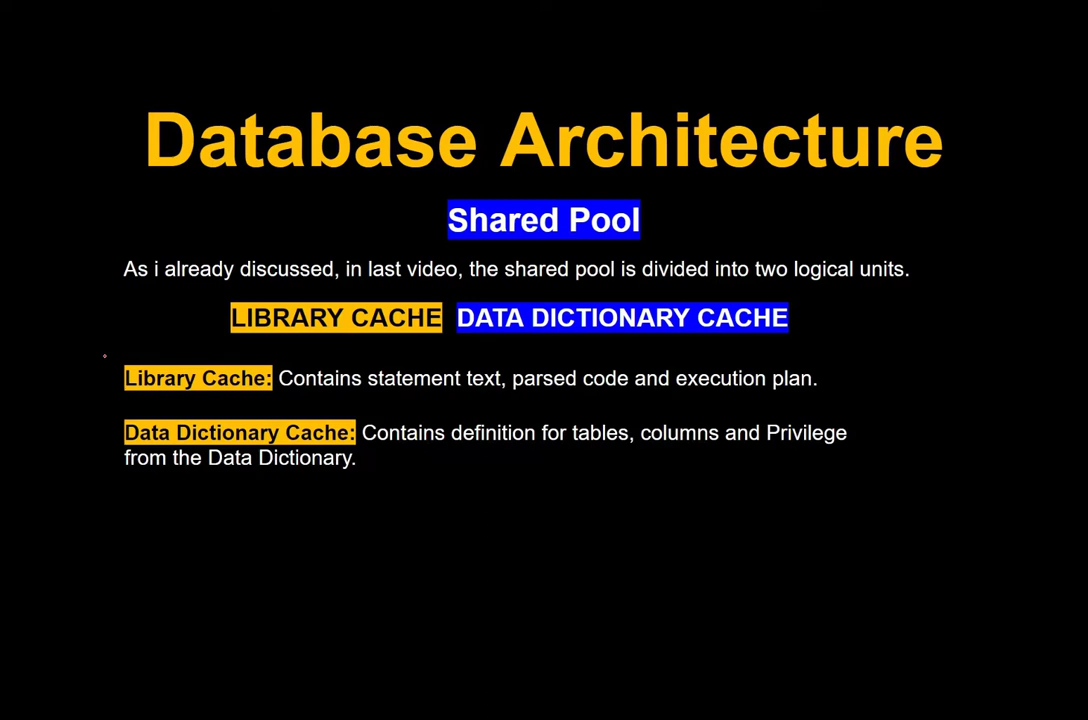 Database Architecture
Shared Pool
As i already discussed, in last video, the shared pool is divided into two logical units.
LIBRARY CACHE DATA DICTIONARY CACHE
Library Cache: Contains statement text, parsed code and execution plan.
Data Dictionary Cache: Contains definition for tables, columns and Privilege
from the Data Dictionary.